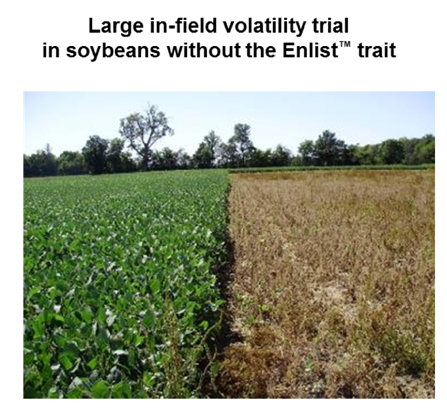 Large in-field volatility trial
in soybeans without the Enlist™ trait